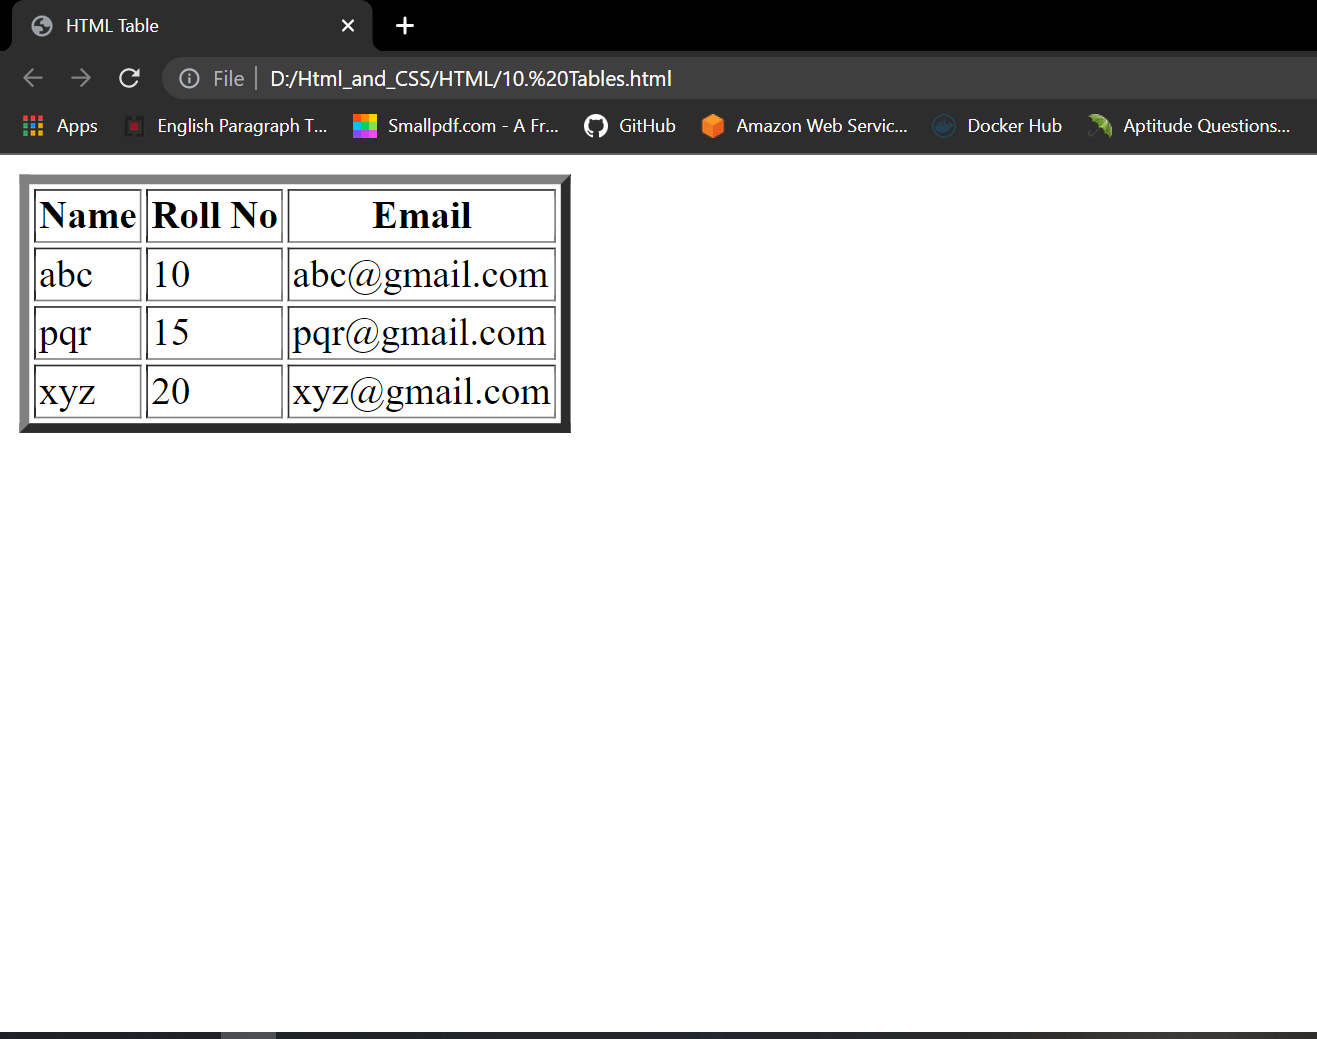 HTML Table
File D:/Html_and_CSS/HTML/10.%20Tables.html
Apps English Paragraph T... Smallpdf.com - A Fr... GitHub Amazon Web Servic... Docker Hub Aptitude Questions...
Name Roll No Email
abc 10 abc@gmail.com
pqr 15 pqr@gmail.com
xyz 20 xyz@gmail.com